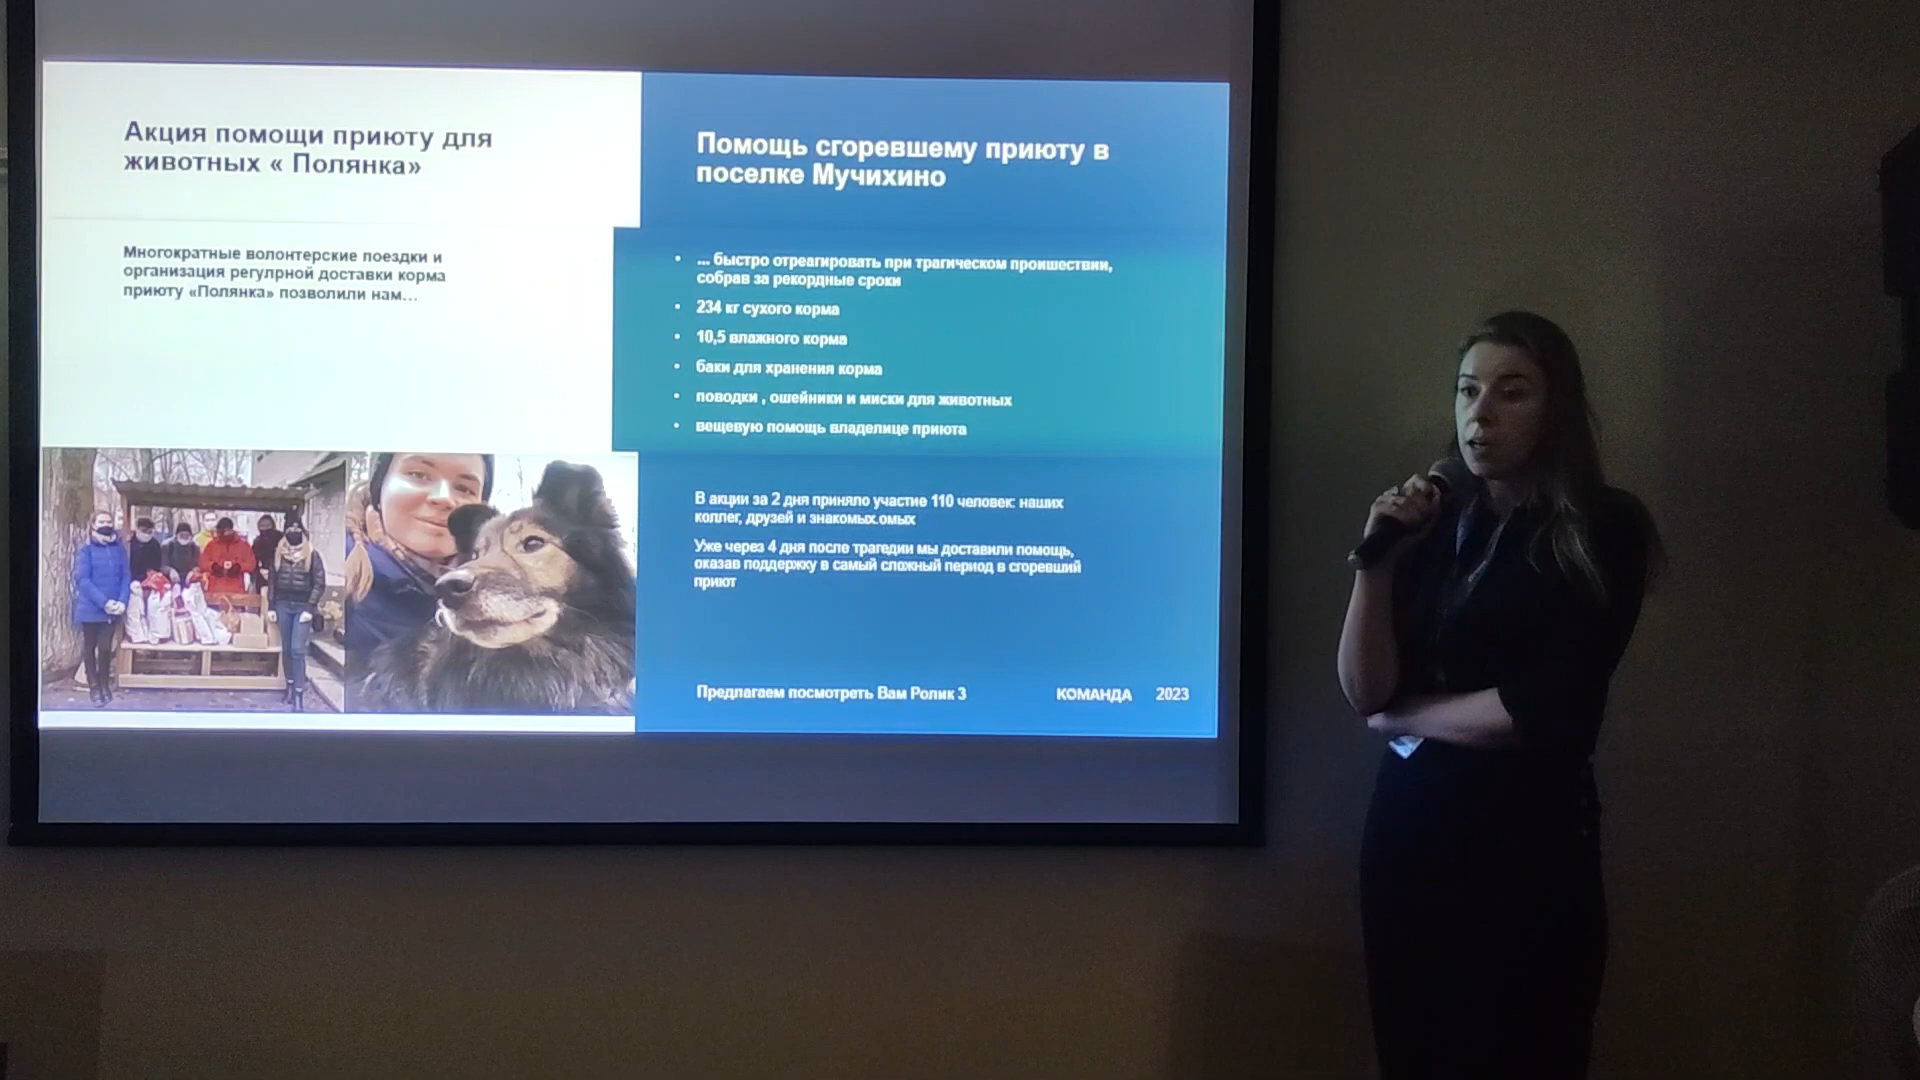 Акция помощи приюту для
животных « Полянка»
Многократные волонтерские поездки и
организация регулрной доставки корма
приюту «Полянка» позволили нам...
Помощь сгоревшему приюту в
поселке Мучихино
• ... быстро отреагировать при трагическом проишествии,
собрав за рекордные сроки
• 234 кг сухого корма
• 10,5 влажного корма
• баки для хранения корма
• поводки , ошейники и миски для животных
• вещевую помощь владелице приюта
В акции за 2 дня приняло участие 110 человек: наших
коллег, друзей и знакомых.омых
Уже через 4 дня после трагедии мы доставили помощь,
оказав поддержку в самый сложный период в сгоревший
приют
Предлагаем посмотреть Вам Ролик 3
КОМАНДА 2023